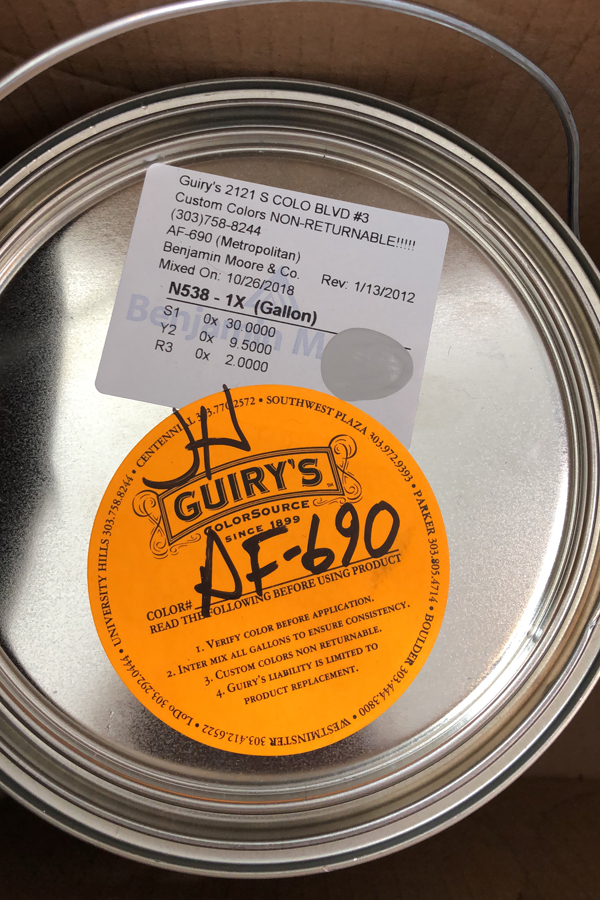 Guiry's 2121 S COLO BLVD #3
Custom Colors NON-RETURNABLE!!!!!
(303)758-8244
AF-690 (Metropolitan)
Benjamin Moore & Co. Rev: 1/13/2012
Mixed On: 10/26/2018
N538 - 1X (Gallon)
Benjamin M
S1 0x 30.0000
Y2 0x 9.5000
R3 0x 2.0000
JH
GUIRY'S
COLORSOURCE
SINCE 1899
AF-690
COLOR#
READ THE FOLLOWING BEFORE USING PRODUCT
1. VERIFY COLOR BEFORE APPLICATION.
2. INTER MIX ALL GALLONS TO ENSURE CONSISTENCY.
3. CUSTOM COLORS NON RETURNABLE.
4. GUIRY'S LIABILITY IS LIMITED TO
PRODUCT REPLACEMENT.
LODO 303.292.0444 • UNIVERSITY HILLS 303.758.8244 • CENTENNIAL 303.770.2572 • SOUTHWEST PLAZA 303.972.9393 • PARKER 303.805.4714 • BOULDER 303.444.3800 • WESTMINSTER 303.412.6522 •